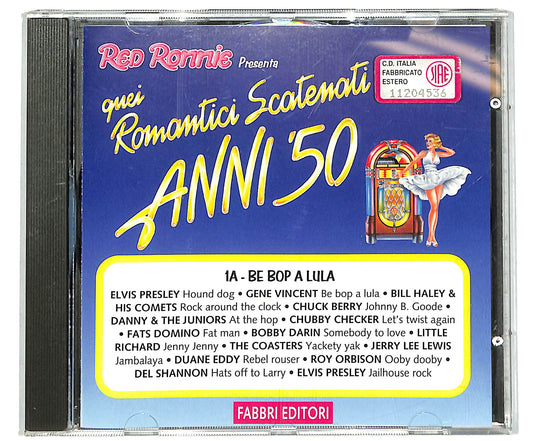 RED RONNIE Presenta
quei
Romantici Scatenati
ANNI '50
C.D. ITALIA
FABBRICATO
ESTERO
SIAE
11204536
1A - BE BOP A LULA
ELVIS PRESLEY Hound dog • GENE VINCENT Be bop a lula • BILL HALEY &
HIS COMETS Rock around the clock • CHUCK BERRY Johnny B. Goode •
DANNY & THE JUNIORS At the hop • CHUBBY CHECKER Let's twist again
• FATS DOMINO Fat man • BOBBY DARIN Somebody to love • LITTLE
RICHARD Jenny Jenny • THE COASTERS Yackety yak • JERRY LEE LEWIS
Jambalaya • DUANE EDDY Rebel rouser • ROY ORBISON Ooby dooby •
DEL SHANNON Hats off to Larry • ELVIS PRESLEY Jailhouse rock
FABBRI EDITORI